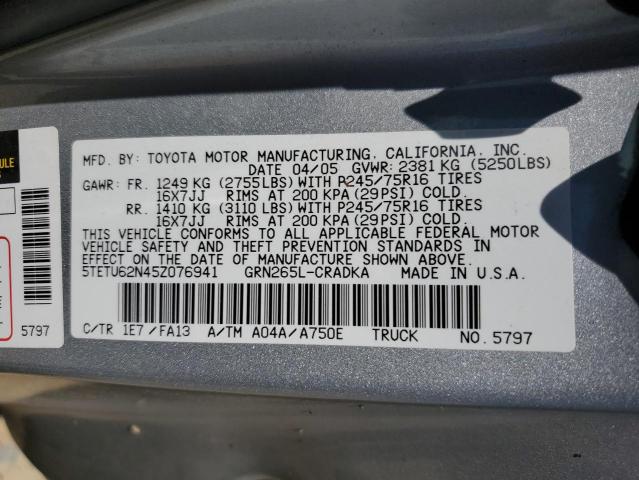 ULE
MFD. BY: TOYOTA MOTOR MANUFACTURING, CALIFORNIA, INC.
DATE 04/05 GVWR: 2381 KG (5250LBS)
GAWR: FR. 1249 KG (2755LBS) WITH P245/75R16 TIRES
16X7JJ RIMS AT 200 KPA (29PSI) COLD.
RR. 1410 KG (3110 LBS) WITH P245/75R16 TIRES
16X7JJ RIMS AT 200 KPA (29PSI) COLD.
THIS VEHICLE CONFORMS TO ALL APPLICABLE FEDERAL MOTOR
VEHICLE SAFETY AND THEFT PREVENTION STANDARDS IN
EFFECT ON THE DATE OF MANUFACTURE SHOWN ABOVE.
5TETU62N45Z076941 GRN265L-CRADKA MADE IN U.S.A.
5797
C/TR 1E7 /FA13 A/TM A04A/A750E TRUCK NO. 5797